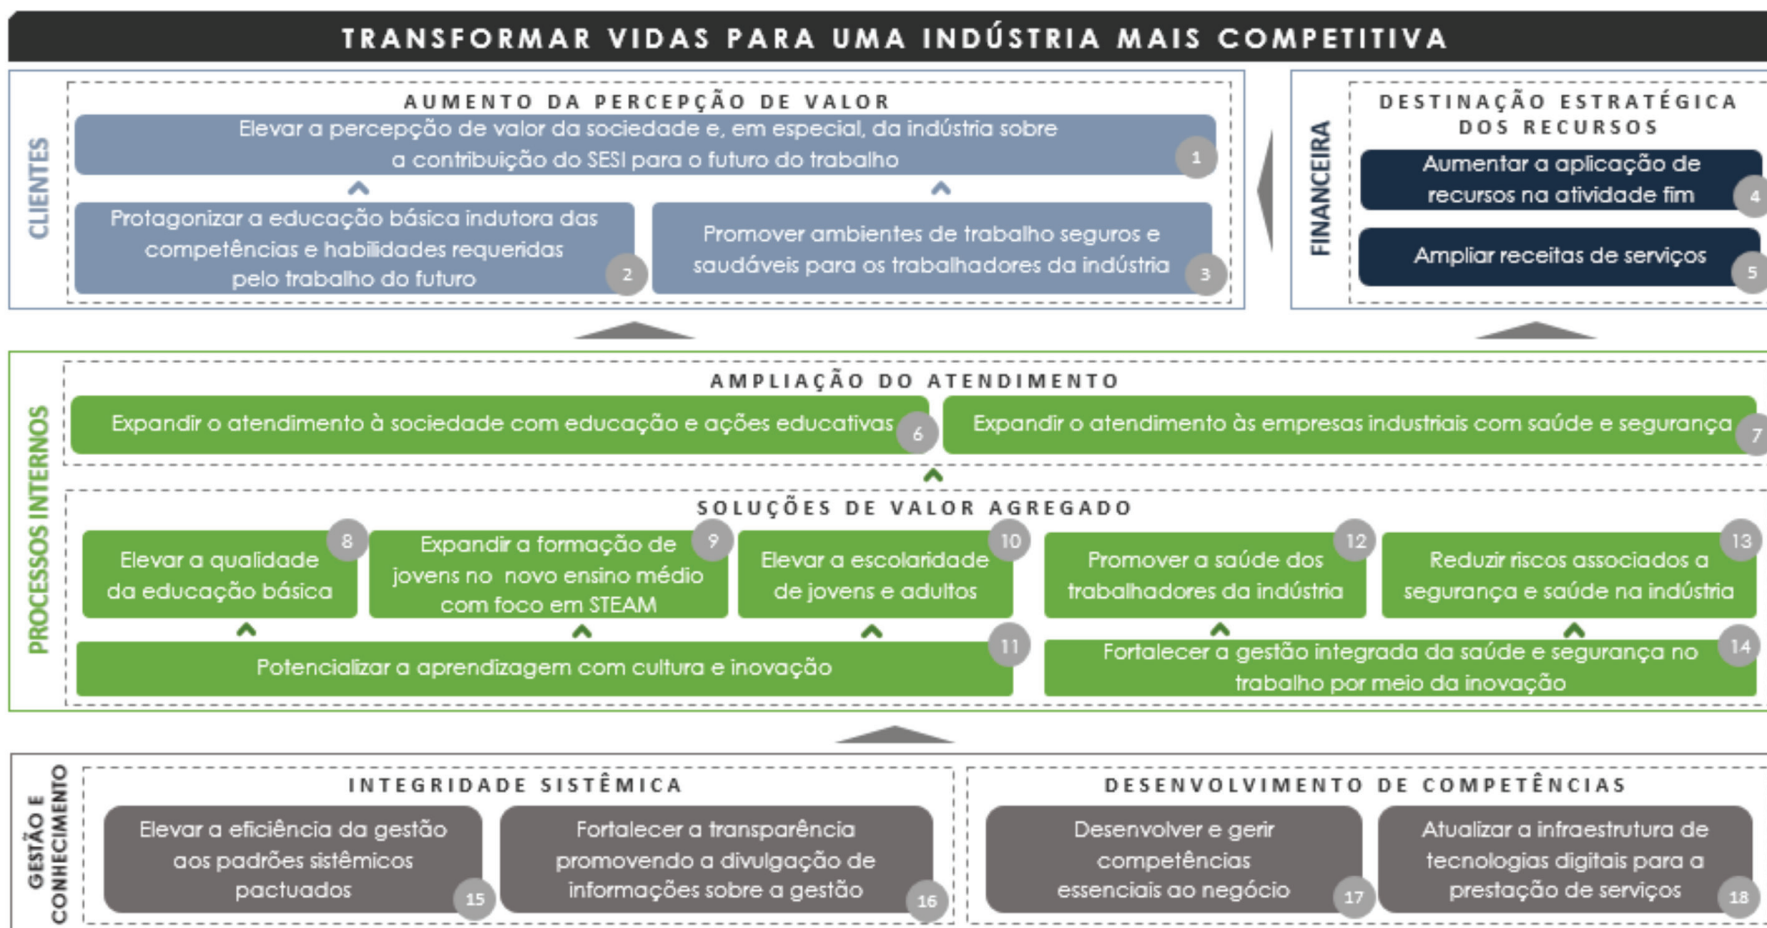 TRANSFORMAR VIDAS PARA UMA INDÚSTRIA MAIS COMPETITIVA
CLIENTES
AUMENTO DA PERCEPÇÃO DE VALOR
Elevar a percepção de valor da sociedade e, em especial, da indústria sobre
a contribuição do SESI para o futuro do trabalho
1
Protagonizar a educação básica indutora das
competências e habilidades requeridas
pelo trabalho do futuro
2
Promover ambientes de trabalho seguros e
saudáveis para os trabalhadores da indústria
3
FINANCEIRA
DESTINAÇÃO ESTRATÉGICA
DOS RECURSOS
Aumentar a aplicação de
recursos na atividade fim
4
Ampliar receitas de serviços
5
PROCESSOS INTERNOS
AMPLIAÇÃO DO ATENDIMENTO
Expandir o atendimento à sociedade com educação e ações educativas
6
Expandir o atendimento às empresas industriais com saúde e segurança
7
SOLUÇÕES DE VALOR AGREGADO
Elevar a qualidade
da educação básica
8
Expandir a formação de
jovens no novo ensino médio
com foco em STEAM
9
Elevar a escolaridade
de jovens e adultos
10
Promover a saúde dos
trabalhadores da indústria
12
Reduzir riscos associados a
segurança e saúde na indústria
13
Potencializar a aprendizagem com cultura e inovação
11
Fortalecer a gestão integrada da saúde e segurança no
trabalho por meio da inovação
14
GESTÃO E
CONHECIMENTO
INTEGRIDADE SISTÊMICA
Elevar a eficiência da gestão
aos padrões sistêmicos
pactuados
15
Fortalecer a transparência
promovendo a divulgação de
informações sobre a gestão
16
DESENVOLVIMENTO DE COMPETÊNCIAS
Desenvolver e gerir
competências
essenciais ao negócio
17
Atualizar a infraestrutura de
tecnologias digitais para a
prestação de serviços
18